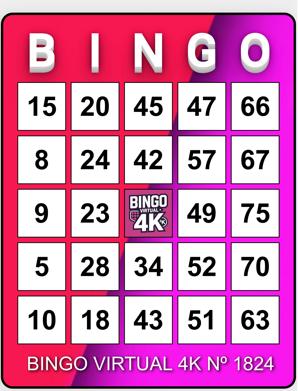 B I N G O
15 20 45 47 66
8 24 42 57 67
9 23 BINGO VIRTUAL 4K 49 75
5 28 34 52 70
10 18 43 51 63
BINGO VIRTUAL 4K Nº 1824